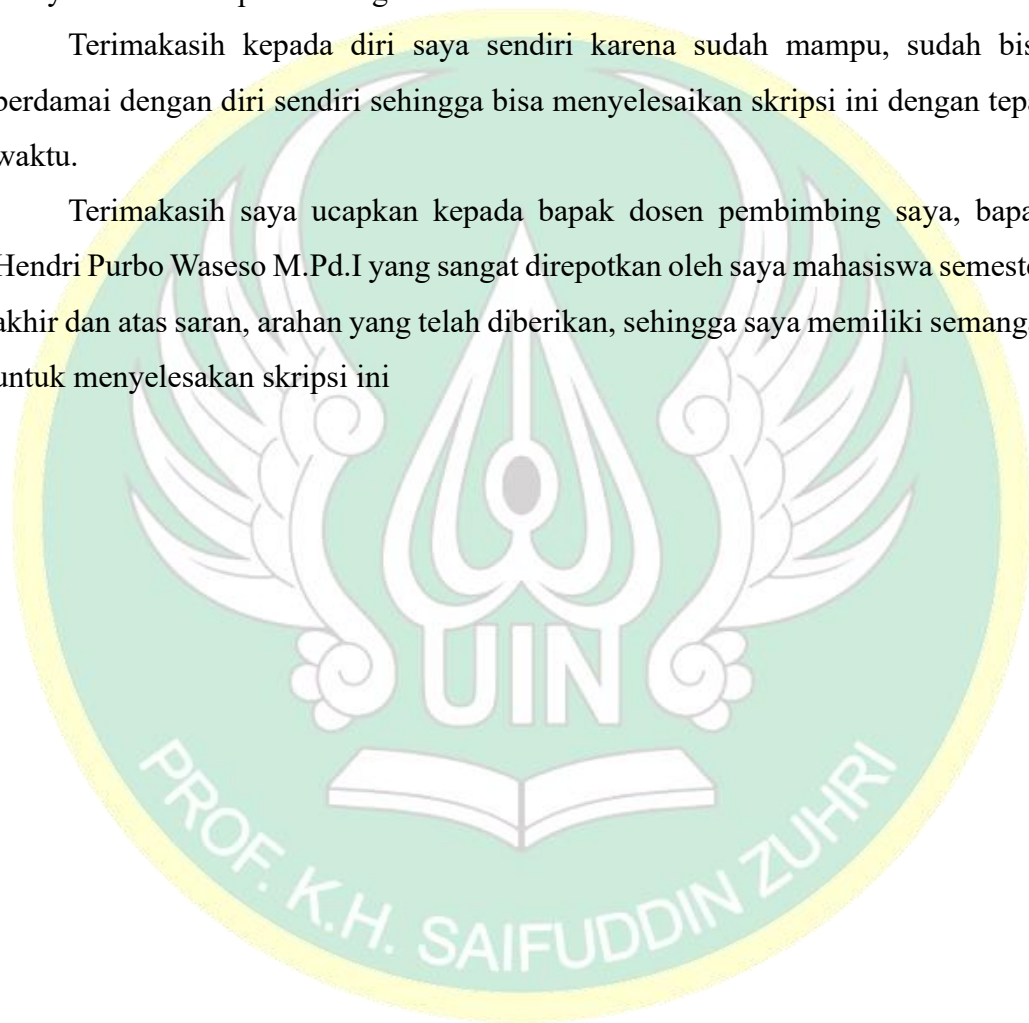 Terimakasih kepada diri saya sendiri karena sudah mampu, sudah bis
berdamai dengan diri sendiri sehingga bisa menyelesaikan skripsi ini dengan tepa
waktu.
Terimakasih saya ucapkan kepada bapak dosen pembimbing saya, bapa
Hendri Purbo Waseso M.Pd.I yang sangat direpotkan oleh saya mahasiswa semeste
akhir dan atas saran, arahan yang telah diberikan, sehingga saya memiliki semanga
untuk menyelesakan skripsi ini
UIN
PROF. K.H. SAIFUDDIN ZUHRI